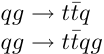 qg → tt̄q
qg → tt̄qg